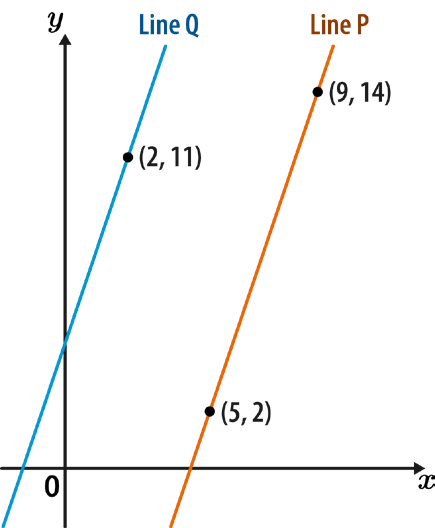 y
Line Q
Line P
(9, 14)
(2, 11)
(5, 2)
0
x